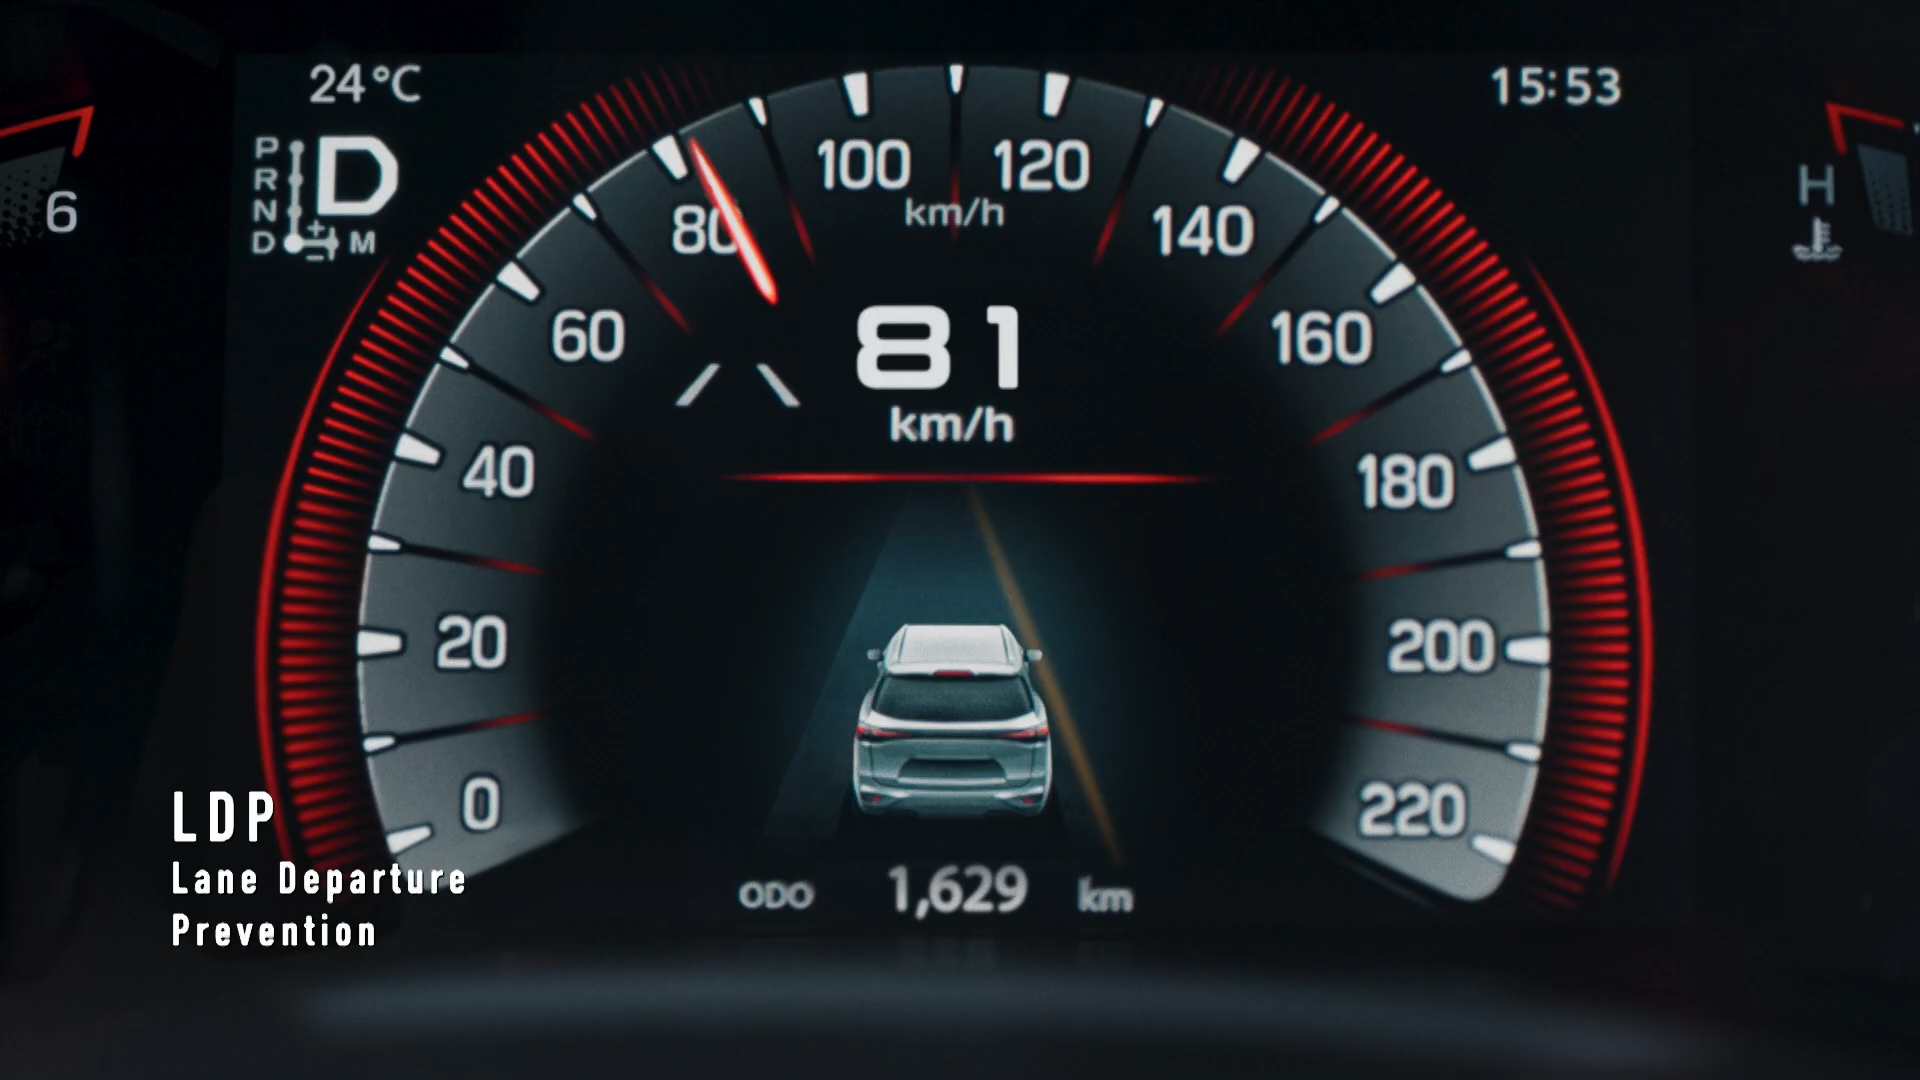 24°C
15:53
P
R
N
D
D
+
−
M
6
H
0
20
40
60
80
100
120
140
160
180
200
220
km/h
81
km/h
ODO 1,629 km
LDP
Lane Departure
Prevention